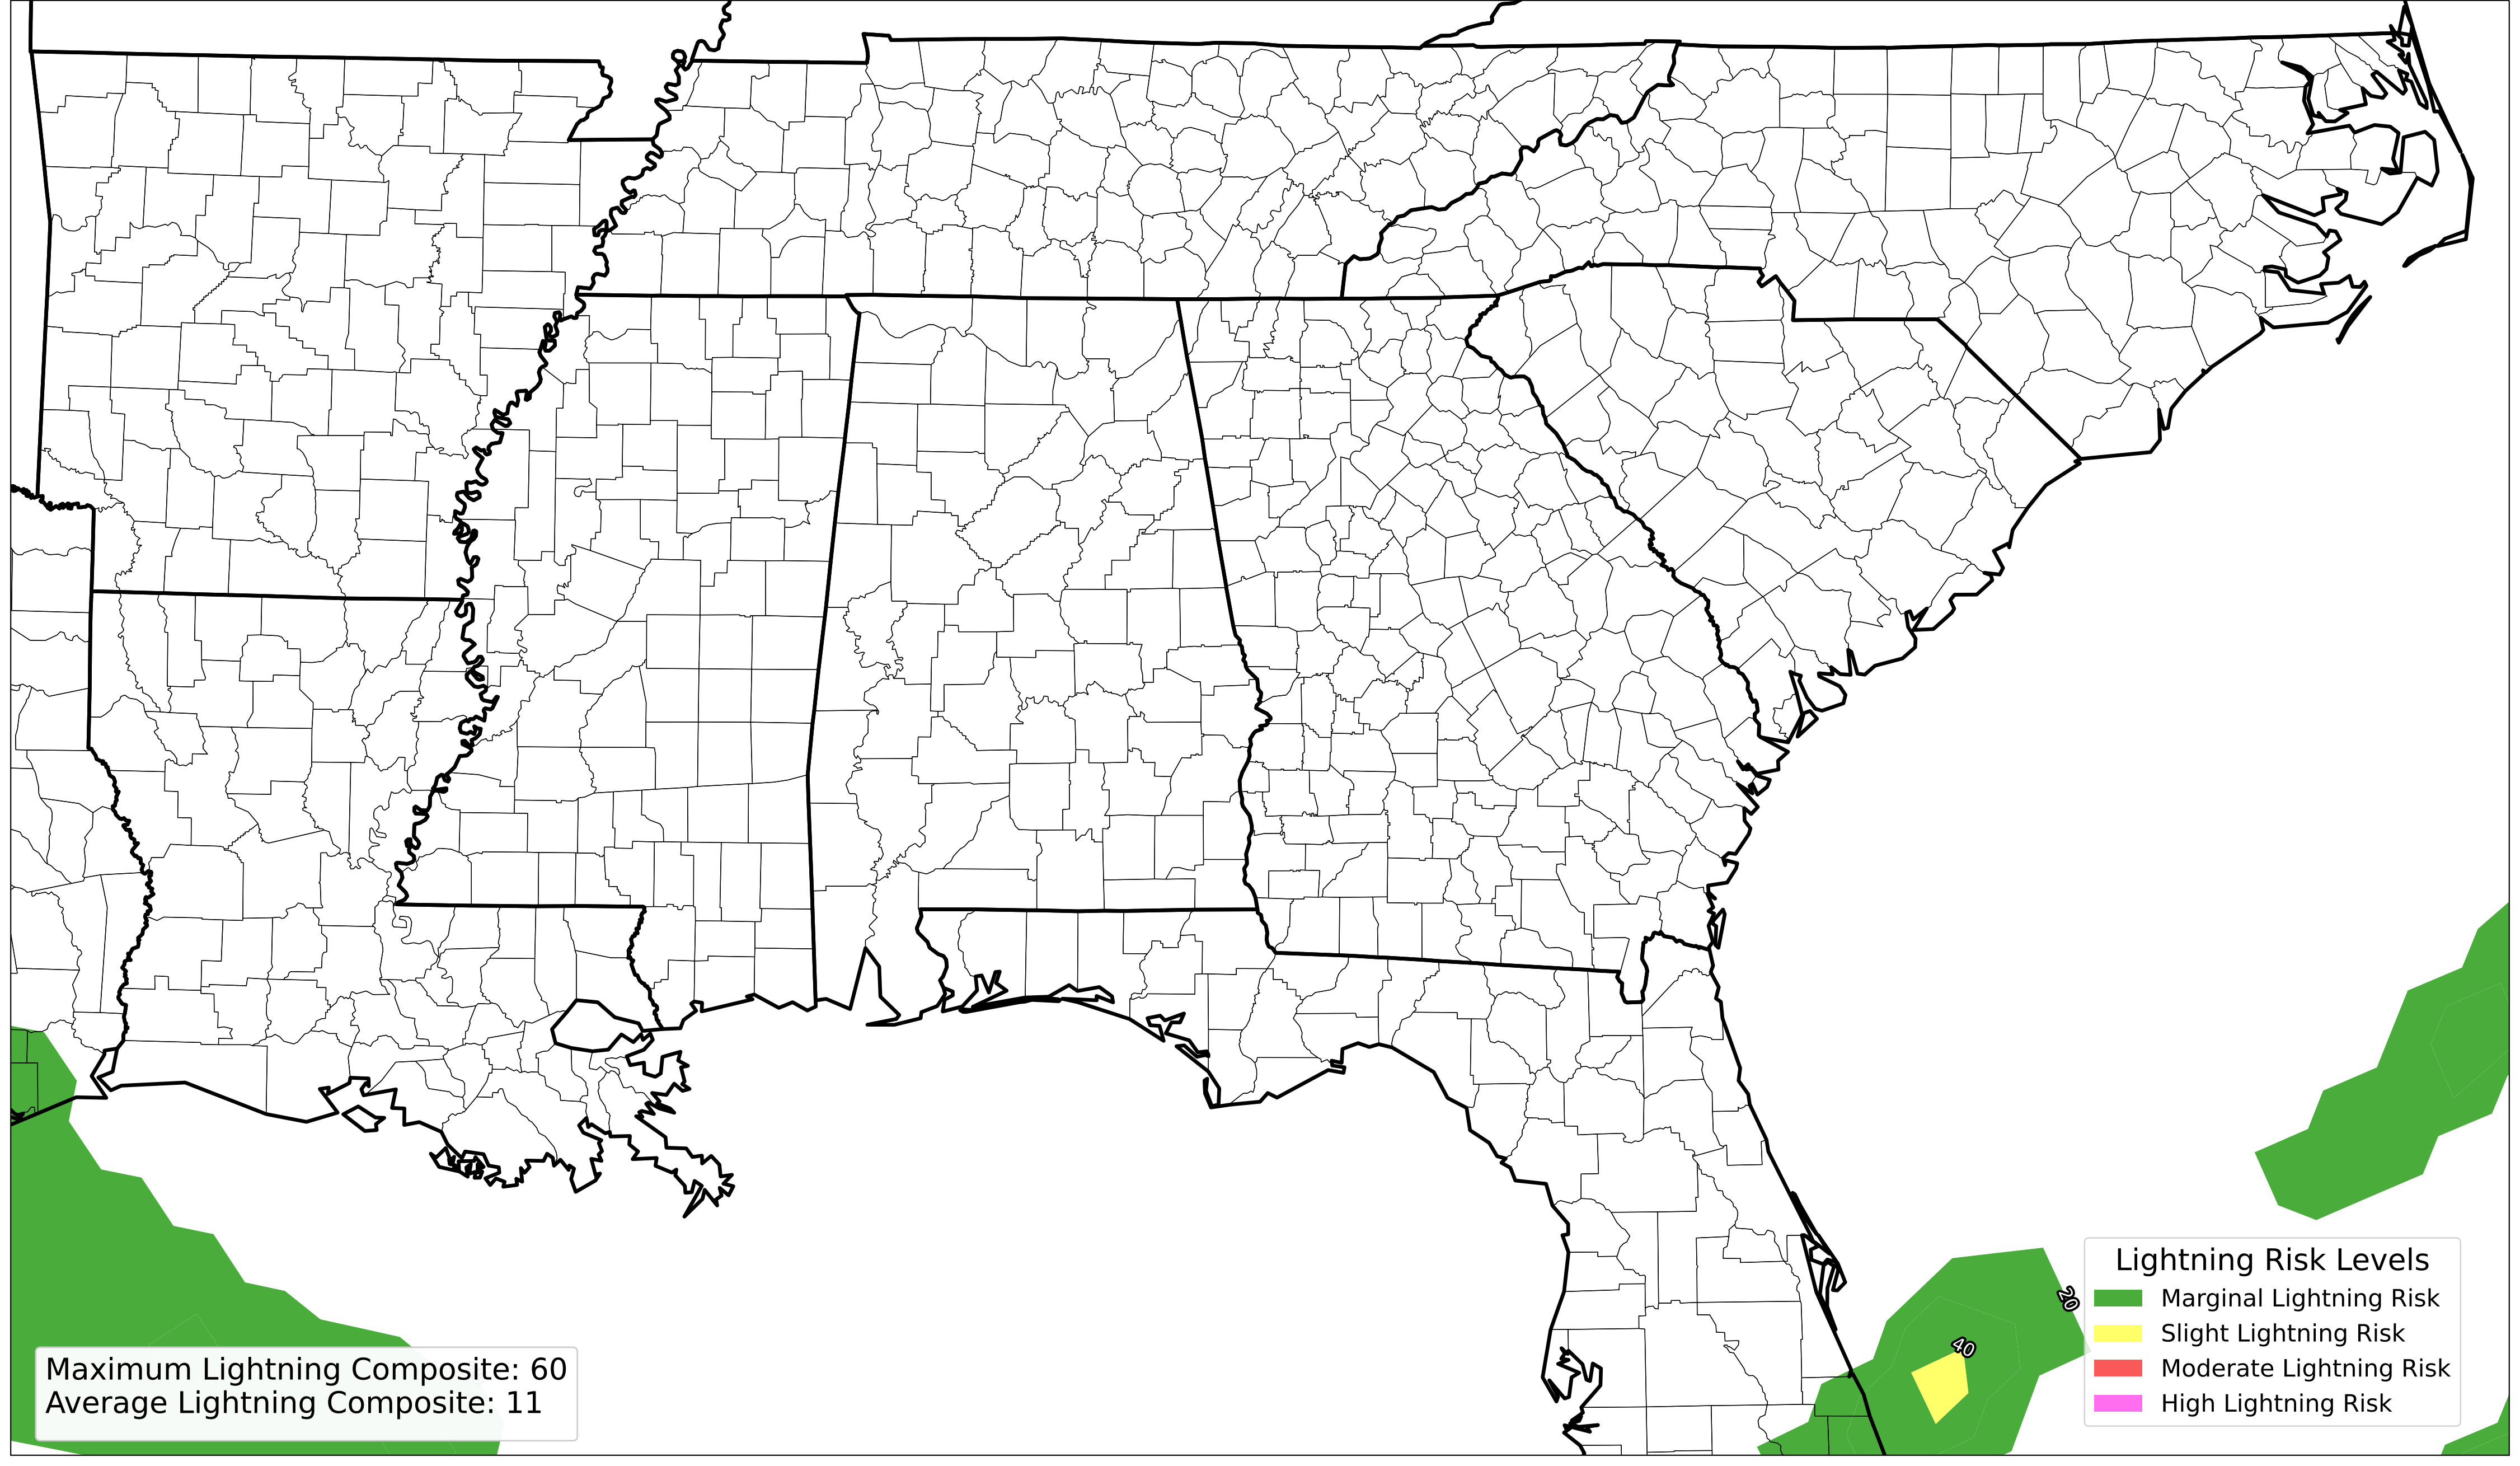 20
40
Lightning Risk Levels
Marginal Lightning Risk
Slight Lightning Risk
Moderate Lightning Risk
High Lightning Risk
Maximum Lightning Composite: 60
Average Lightning Composite: 11